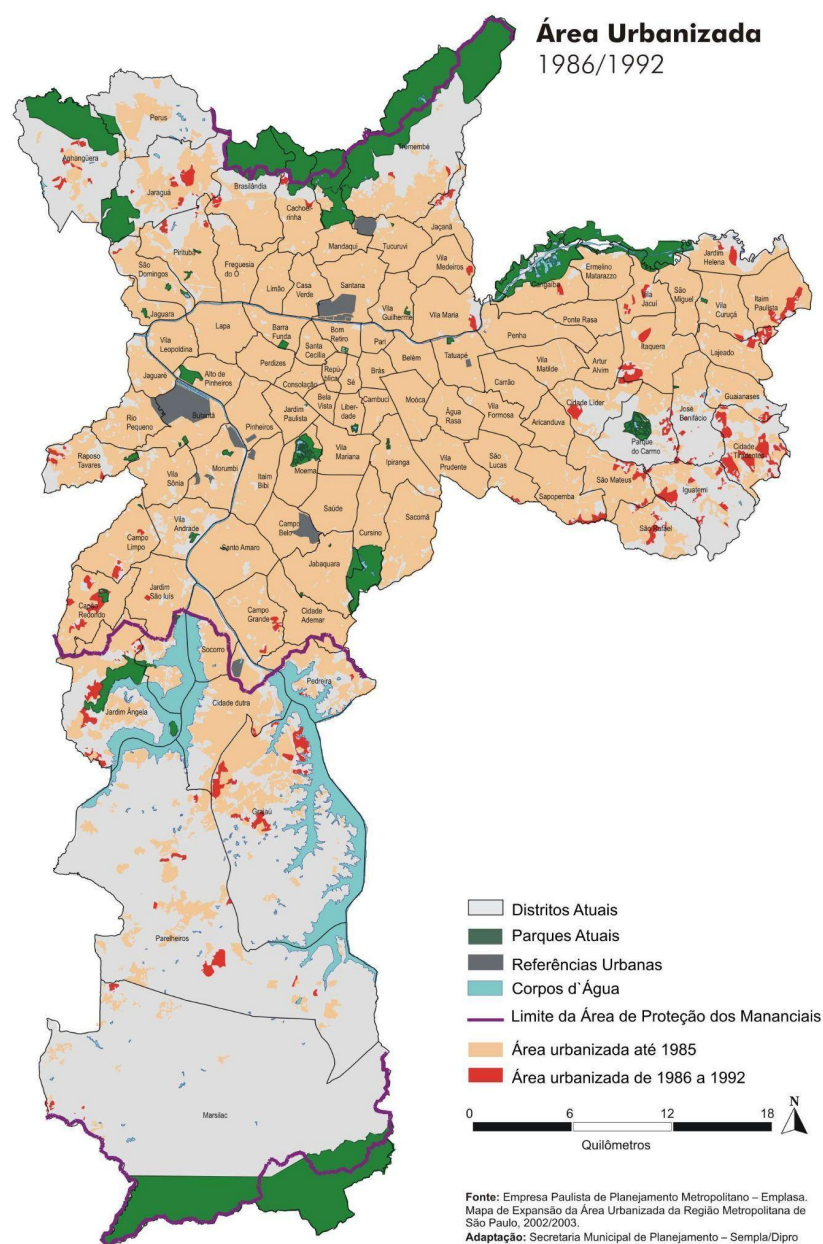 Área Urbanizada
1986/1992
Perus
Anhangüera
Tremembé
Jaraguá
Brasilândia
Cachoei-
rinha
Jaçanã
Mandaqui
Tucuruvi
Pirituba
São
Domingos
Freguesia
do Ó
Limão
Casa
Verde
Santana
Vila
Medeiros
Cangaíba
Ermelino
Matarazzo
Jardim
Helena
Vila
Jacuí
São
Miguel
Vila
Curuçá
Itaim
Paulista
Jaguara
Lapa
Barra
Funda
Bom
Retiro
Pari
Vila
Guilherme
Vila Maria
Ponte Rasa
Penha
Itaquera
Lajeado
Vila
Leopoldina
Perdizes
Santa
Cecília
Repú-
blica
Sé
Brás
Belém
Tatuapé
Vila
Matilde
Artur
Alvim
Jaguaré
Alto de
Pinheiros
Consolação
Bela
Vista
Liber-
dade
Cambuci
Moóca
Carrão
Cidade Líder
José
Bonifácio
Guaianases
Rio
Pequeno
Butantã
Pinheiros
Jardim
Paulista
Água
Rasa
Vila
Formosa
Aricanduva
Parque
do Carmo
Cidade
Tiradentes
Raposo
Tavares
Vila
Sônia
Morumbi
Itaim
Bibi
Moema
Vila
Mariana
Ipiranga
Vila
Prudente
São
Lucas
Sapopemba
São Mateus
Iguatemi
São Rafael
Vila
Andrade
Campo
Limpo
Santo Amaro
Campo
Belo
Saúde
Cursino
Sacomã
Jabaquara
Capão
Redondo
Jardim
São luís
Campo
Grande
Cidade
Ademar
Socorro
Pedreira
Jardim Ângela
Cidade dutra
Grajaú
Parelheiros
Marsilac
Distritos Atuais
Parques Atuais
Referências Urbanas
Corpos d`Água
Limite da Área de Proteção dos Mananciais
Área urbanizada até 1985
Área urbanizada de 1986 a 1992
N
0 6 12 18
Quilômetros
Fonte: Empresa Paulista de Planejamento Metropolitano – Emplasa.
Mapa de Expansão da Área Urbanizada da Região Metropolitana de
São Paulo, 2002/2003.
Adaptação: Secretaria Municipal de Planejamento – Sempla/Dipro